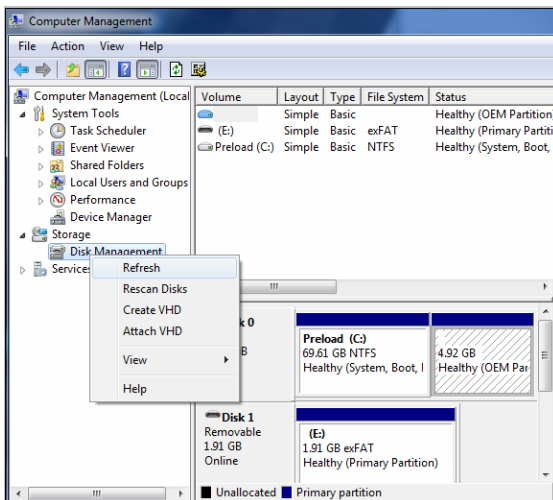 Computer Management
File Action View Help
Computer Management (Local
System Tools
Task Scheduler
Event Viewer
Shared Folders
Local Users and Groups
Performance
Device Manager
Storage
Disk Management
Services
Refresh
Rescan Disks
Create VHD
Attach VHD
View
Help
Volume Layout Type File System Status
Simple Basic Healthy (OEM Partition
(E:) Simple Basic exFAT Healthy (Primary Partiti
Preload (C:) Simple Basic NTFS Healthy (System, Boot,
k 0
B
Preload (C:)
69.61 GB NTFS
Healthy (System, Boot, I
4.92 GB
Healthy (OEM Par
Disk 1
Removable
1.91 GB
Online
(E:)
1.91 GB exFAT
Healthy (Primary Partition)
Unallocated Primary partition